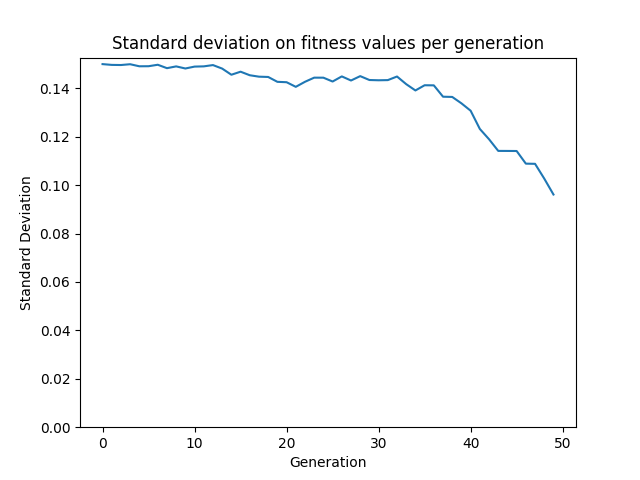 Standard deviation on fitness values per generation
0.14
0.12
0.10
0.08
0.06
0.04
0.02
0.00
Standard Deviation
0 10 20 30 40 50
Generation